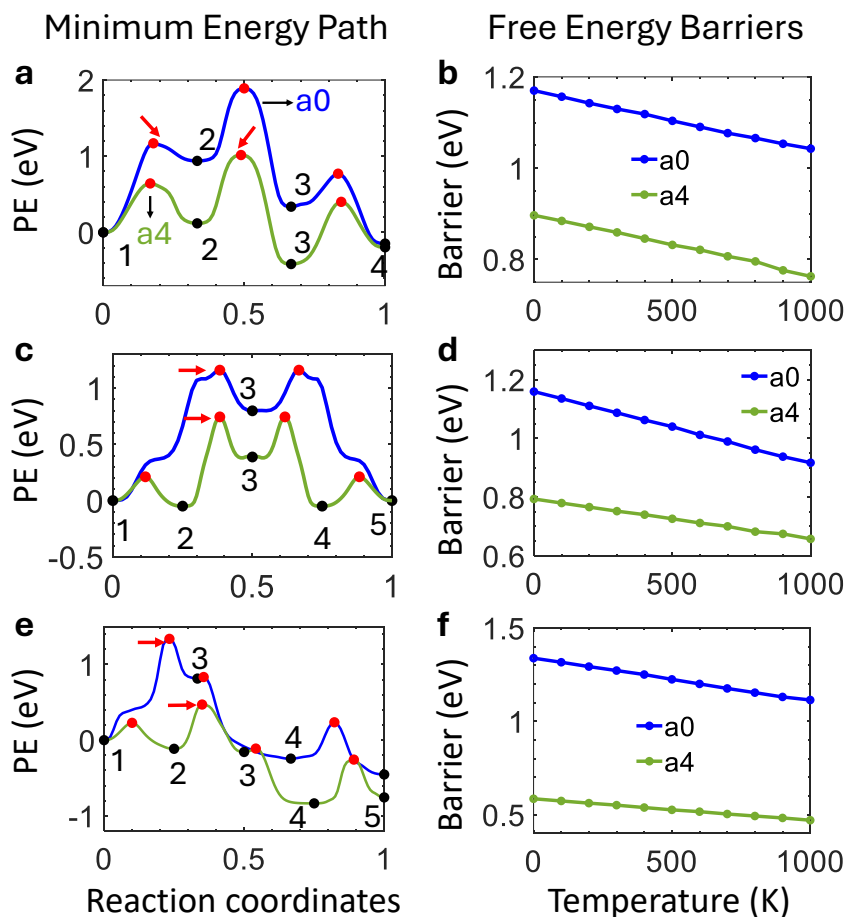 Minimum Energy Path
Free Energy Barriers
a
PE (eV)
2
1
0
0
0.5
1
1
2
2
3
3
4
a0
a4
b
Barrier (eV)
1.2
1
0.8
0
500
1000
a0
a4
c
PE (eV)
1
0.5
0
-0.5
0
0.5
1
1
2
3
3
4
5
d
Barrier (eV)
1.2
1
0.8
0.6
0
500
1000
a0
a4
e
PE (eV)
1
0
-1
0
0.5
1
1
2
3
3
4
4
5
Reaction coordinates
f
Barrier (eV)
1.5
1
0.5
0
500
1000
a0
a4
Temperature (K)